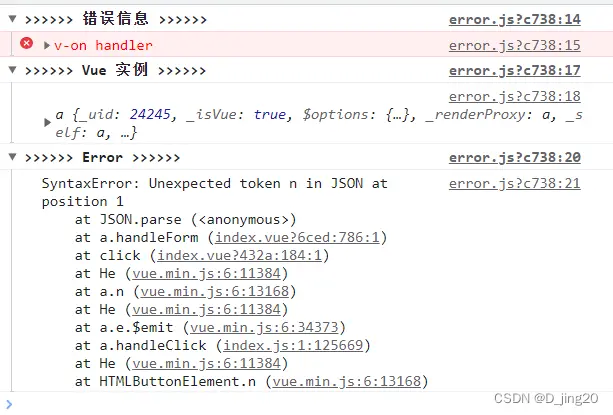 ▼ >>>>>> 错误信息 >>>>>> error.js?c738:14
▶v-on handler error.js?c738:15
▼ >>>>>> Vue 实例 >>>>>> error.js?c738:17
error.js?c738:18
▶ a {_uid: 24245, _isVue: true, $options: {…}, _renderProxy: a, _s
elf: a, …}
▼ >>>>>> Error >>>>>> error.js?c738:20
SyntaxError: Unexpected token n in JSON at error.js?c738:21
position 1
at JSON.parse (<anonymous>)
at a.handleForm (index.vue?6ced:786:1)
at click (index.vue?432a:184:1)
at He (vue.min.js:6:11384)
at a.n (vue.min.js:6:13168)
at He (vue.min.js:6:11384)
at a.e.$emit (vue.min.js:6:34373)
at a.handleClick (index.js:1:125669)
at He (vue.min.js:6:11384)
at HTMLButtonElement.n (vue.min.js:6:13168)
>
CSDN @D_jing20